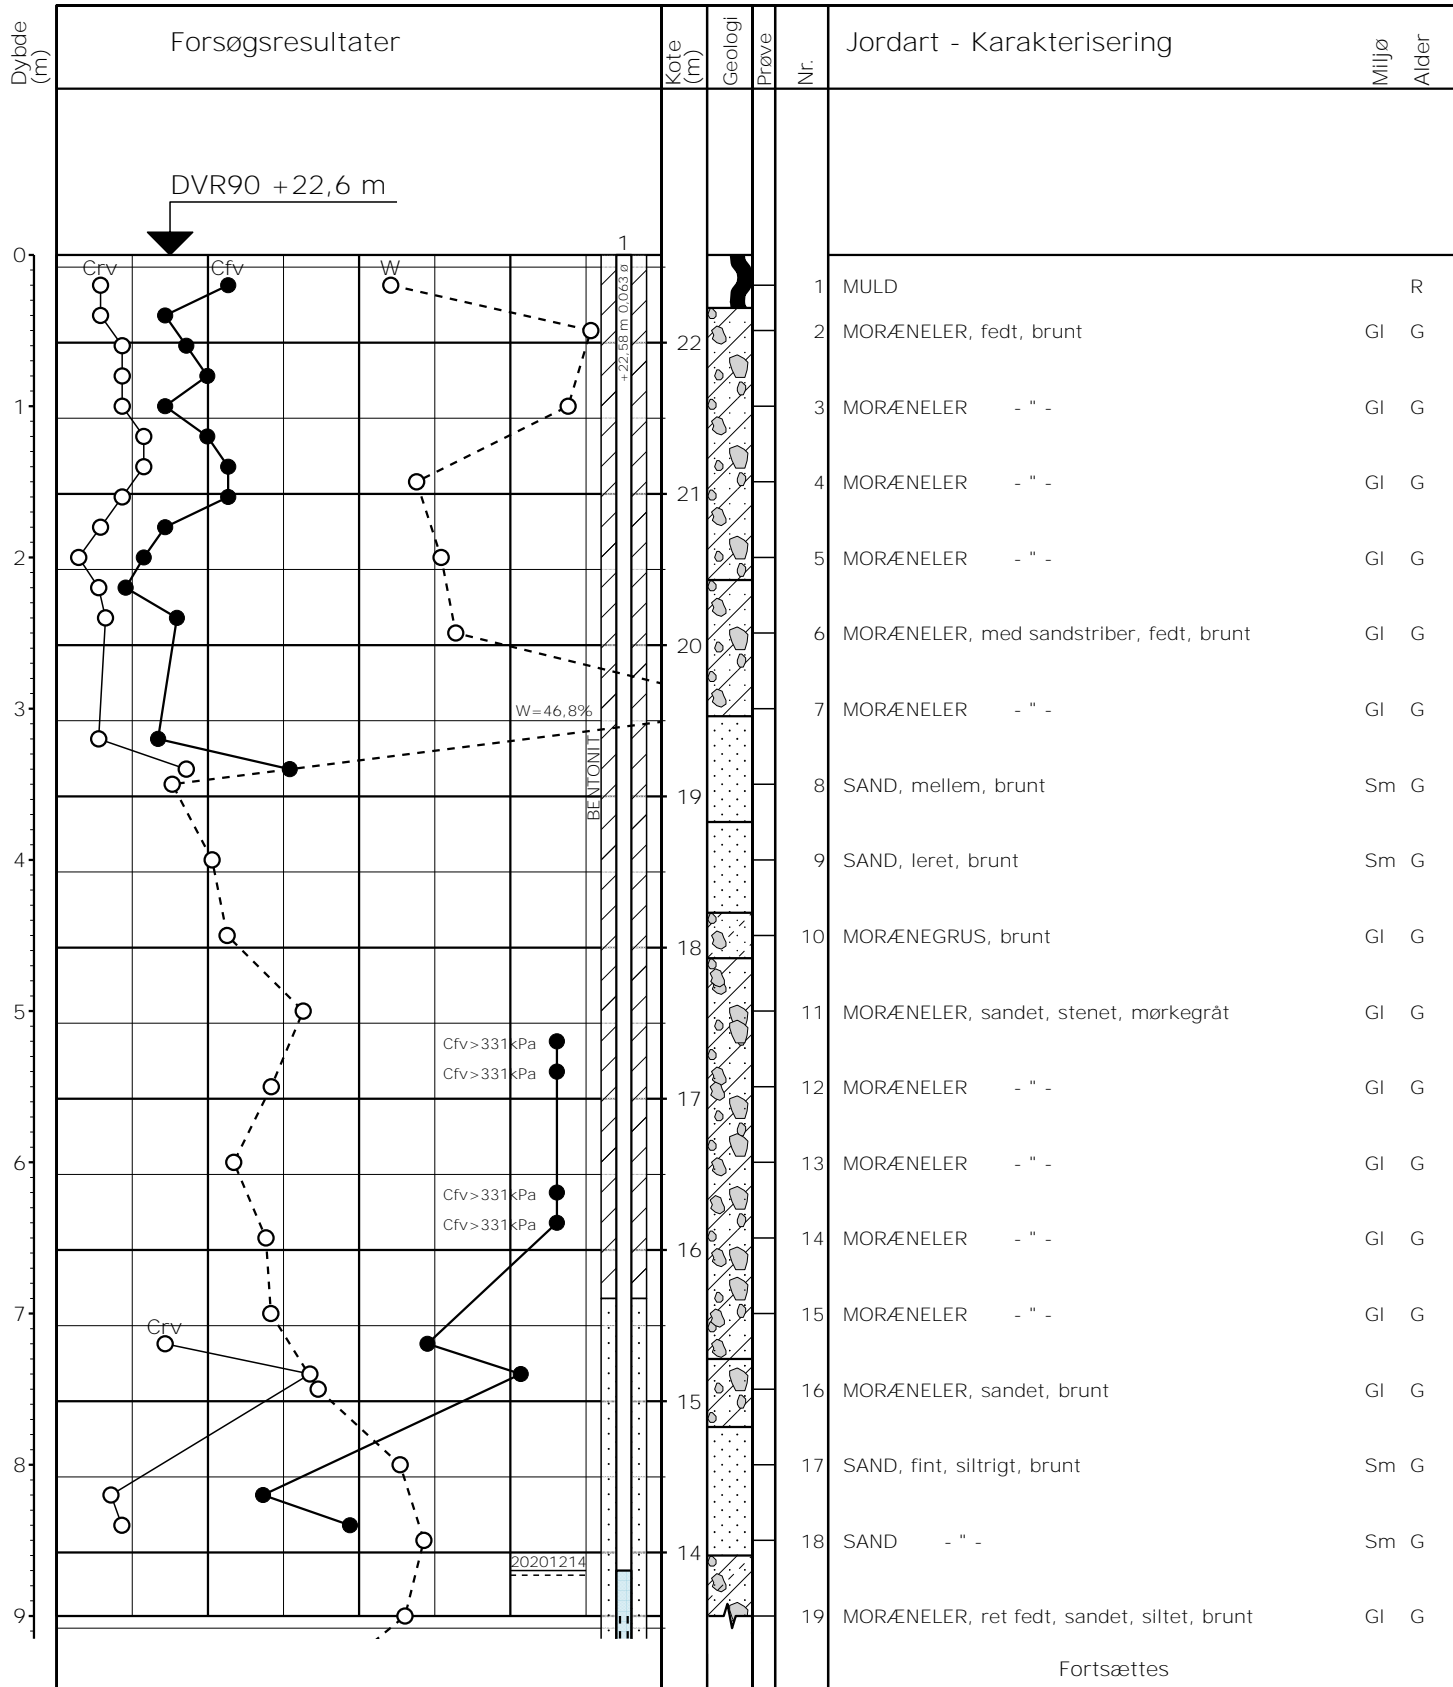 Dybde (m)
Forsøgsresultater
Kote (m)
Geologi
Prøve
Nr.
Jordart - Karakterisering
Miljø
Alder
DVR90 +22,6 m
1
0
Crv
Cfv
W
+22,58 m 0,063 ø
1 MULD R
22
2 MORÆNELER, fedt, brunt Gl G
1
3 MORÆNELER - " - Gl G
21
4 MORÆNELER - " - Gl G
2
5 MORÆNELER - " - Gl G
20
6 MORÆNELER, med sandstriber, fedt, brunt Gl G
3
W=46,8%
7 MORÆNELER - " - Gl G
BENTONIT
19
8 SAND, mellem, brunt Sm G
4
9 SAND, leret, brunt Sm G
18
10 MORÆNEGRUS, brunt Gl G
5
11 MORÆNELER, sandet, stenet, mørkegråt Gl G
Cfv>331kPa
Cfv>331kPa
17
12 MORÆNELER - " - Gl G
6
13 MORÆNELER - " - Gl G
Cfv>331kPa
Cfv>331kPa
16
14 MORÆNELER - " - Gl G
7
15 MORÆNELER - " - Gl G
Crv
15
16 MORÆNELER, sandet, brunt Gl G
8
17 SAND, fint, siltrigt, brunt Sm G
14
18 SAND - " - Sm G
20201214
9
19 MORÆNELER, ret fedt, sandet, siltet, brunt Gl G
Fortsættes